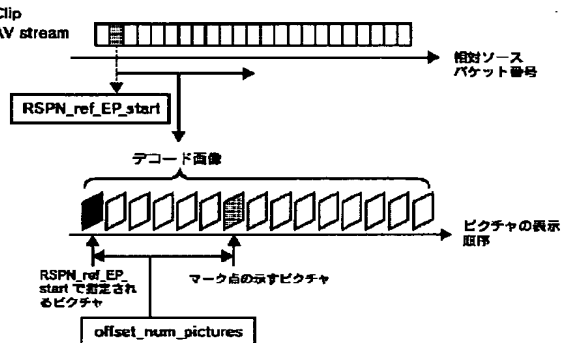 Clip
AV stream
相対ソース
パケット番号
RSPN_ref_EP_start
デコード画像
ピクチャの表示
順序
RSPN_ref_EP_
start で指定され
るピクチャ
マーク点の示すピクチャ
offset_num_pictures